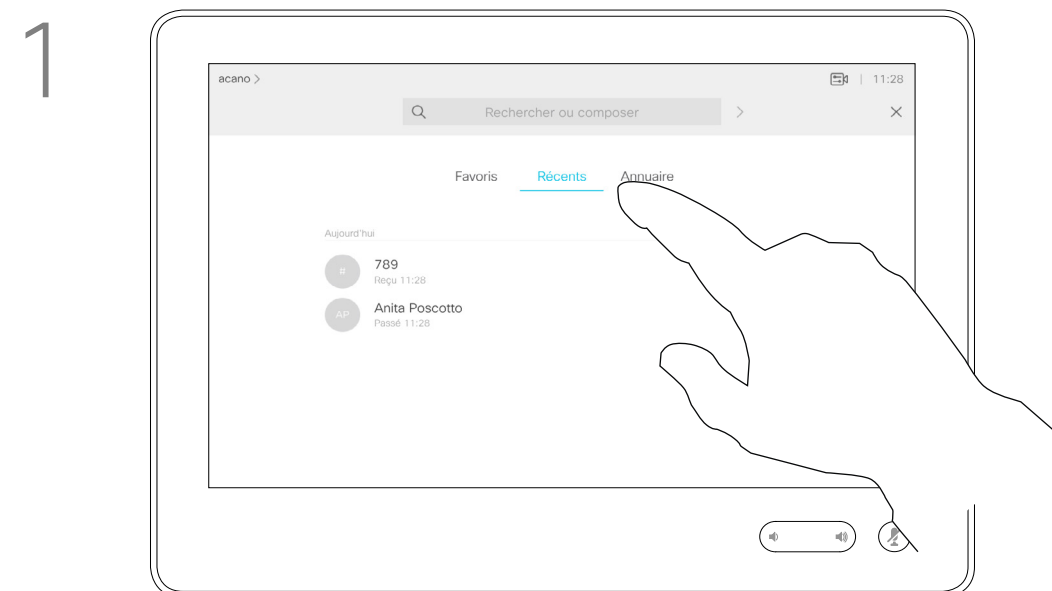 1
acano >
11:28
Rechercher ou composer
Favoris Récents Annuaire
Aujourd'hui
#
789
Reçu 11:28
AP
Anita Poscotto
Passé 11:28